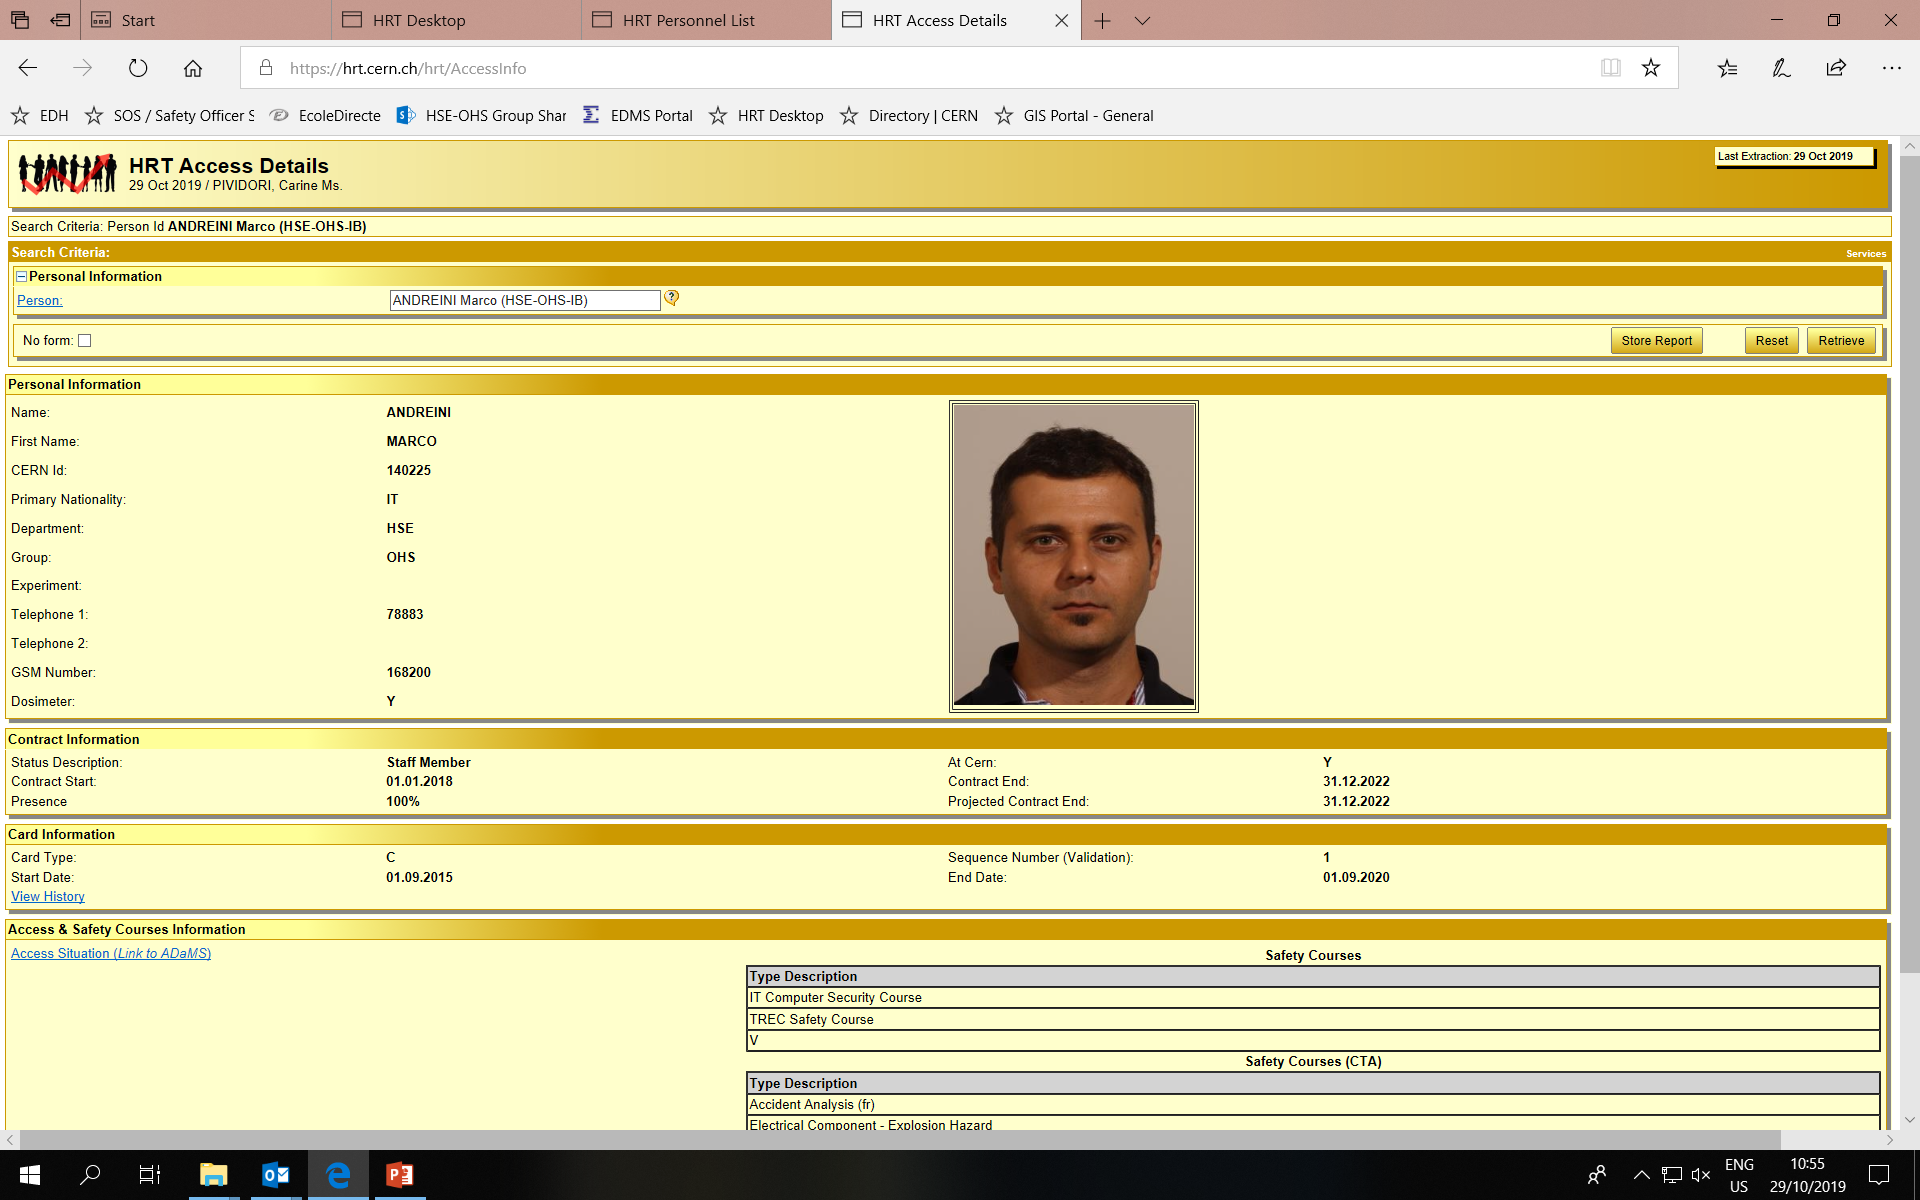 Start
HRT Desktop
HRT Personnel List
HRT Access Details
https://hrt.cern.ch/hrt/AccessInfo
EDH
SOS / Safety Officer S
EcoleDirecte
HSE-OHS Group Shar
EDMS Portal
HRT Desktop
Directory | CERN
GIS Portal - General
HRT Access Details
29 Oct 2019 / PIVIDORI, Carine Ms.
Last Extraction: 29 Oct 2019
Search Criteria: Person Id ANDREINI Marco (HSE-OHS-IB)
Search Criteria: Services
Personal Information
Person: ANDREINI Marco (HSE-OHS-IB)
No form: Store Report Reset Retrieve
Personal Information
Name: ANDREINI
First Name: MARCO
CERN Id: 140225
Primary Nationality: IT
Department: HSE
Group: OHS
Experiment:
Telephone 1: 78883
Telephone 2:
GSM Number: 168200
Dosimeter: Y
Contract Information
Status Description: Staff Member At Cern: Y
Contract Start: 01.01.2018 Contract End: 31.12.2022
Presence 100% Projected Contract End: 31.12.2022
Card Information
Card Type: C Sequence Number (Validation): 1
Start Date: 01.09.2015 End Date: 01.09.2020
View History
Access & Safety Courses Information
Access Situation (Link to ADaMS)
Safety Courses
Type Description
IT Computer Security Course
TREC Safety Course
V
Safety Courses (CTA)
Type Description
Accident Analysis (fr)
Electrical Component - Explosion Hazard
ENG
US
10:55
29/10/2019